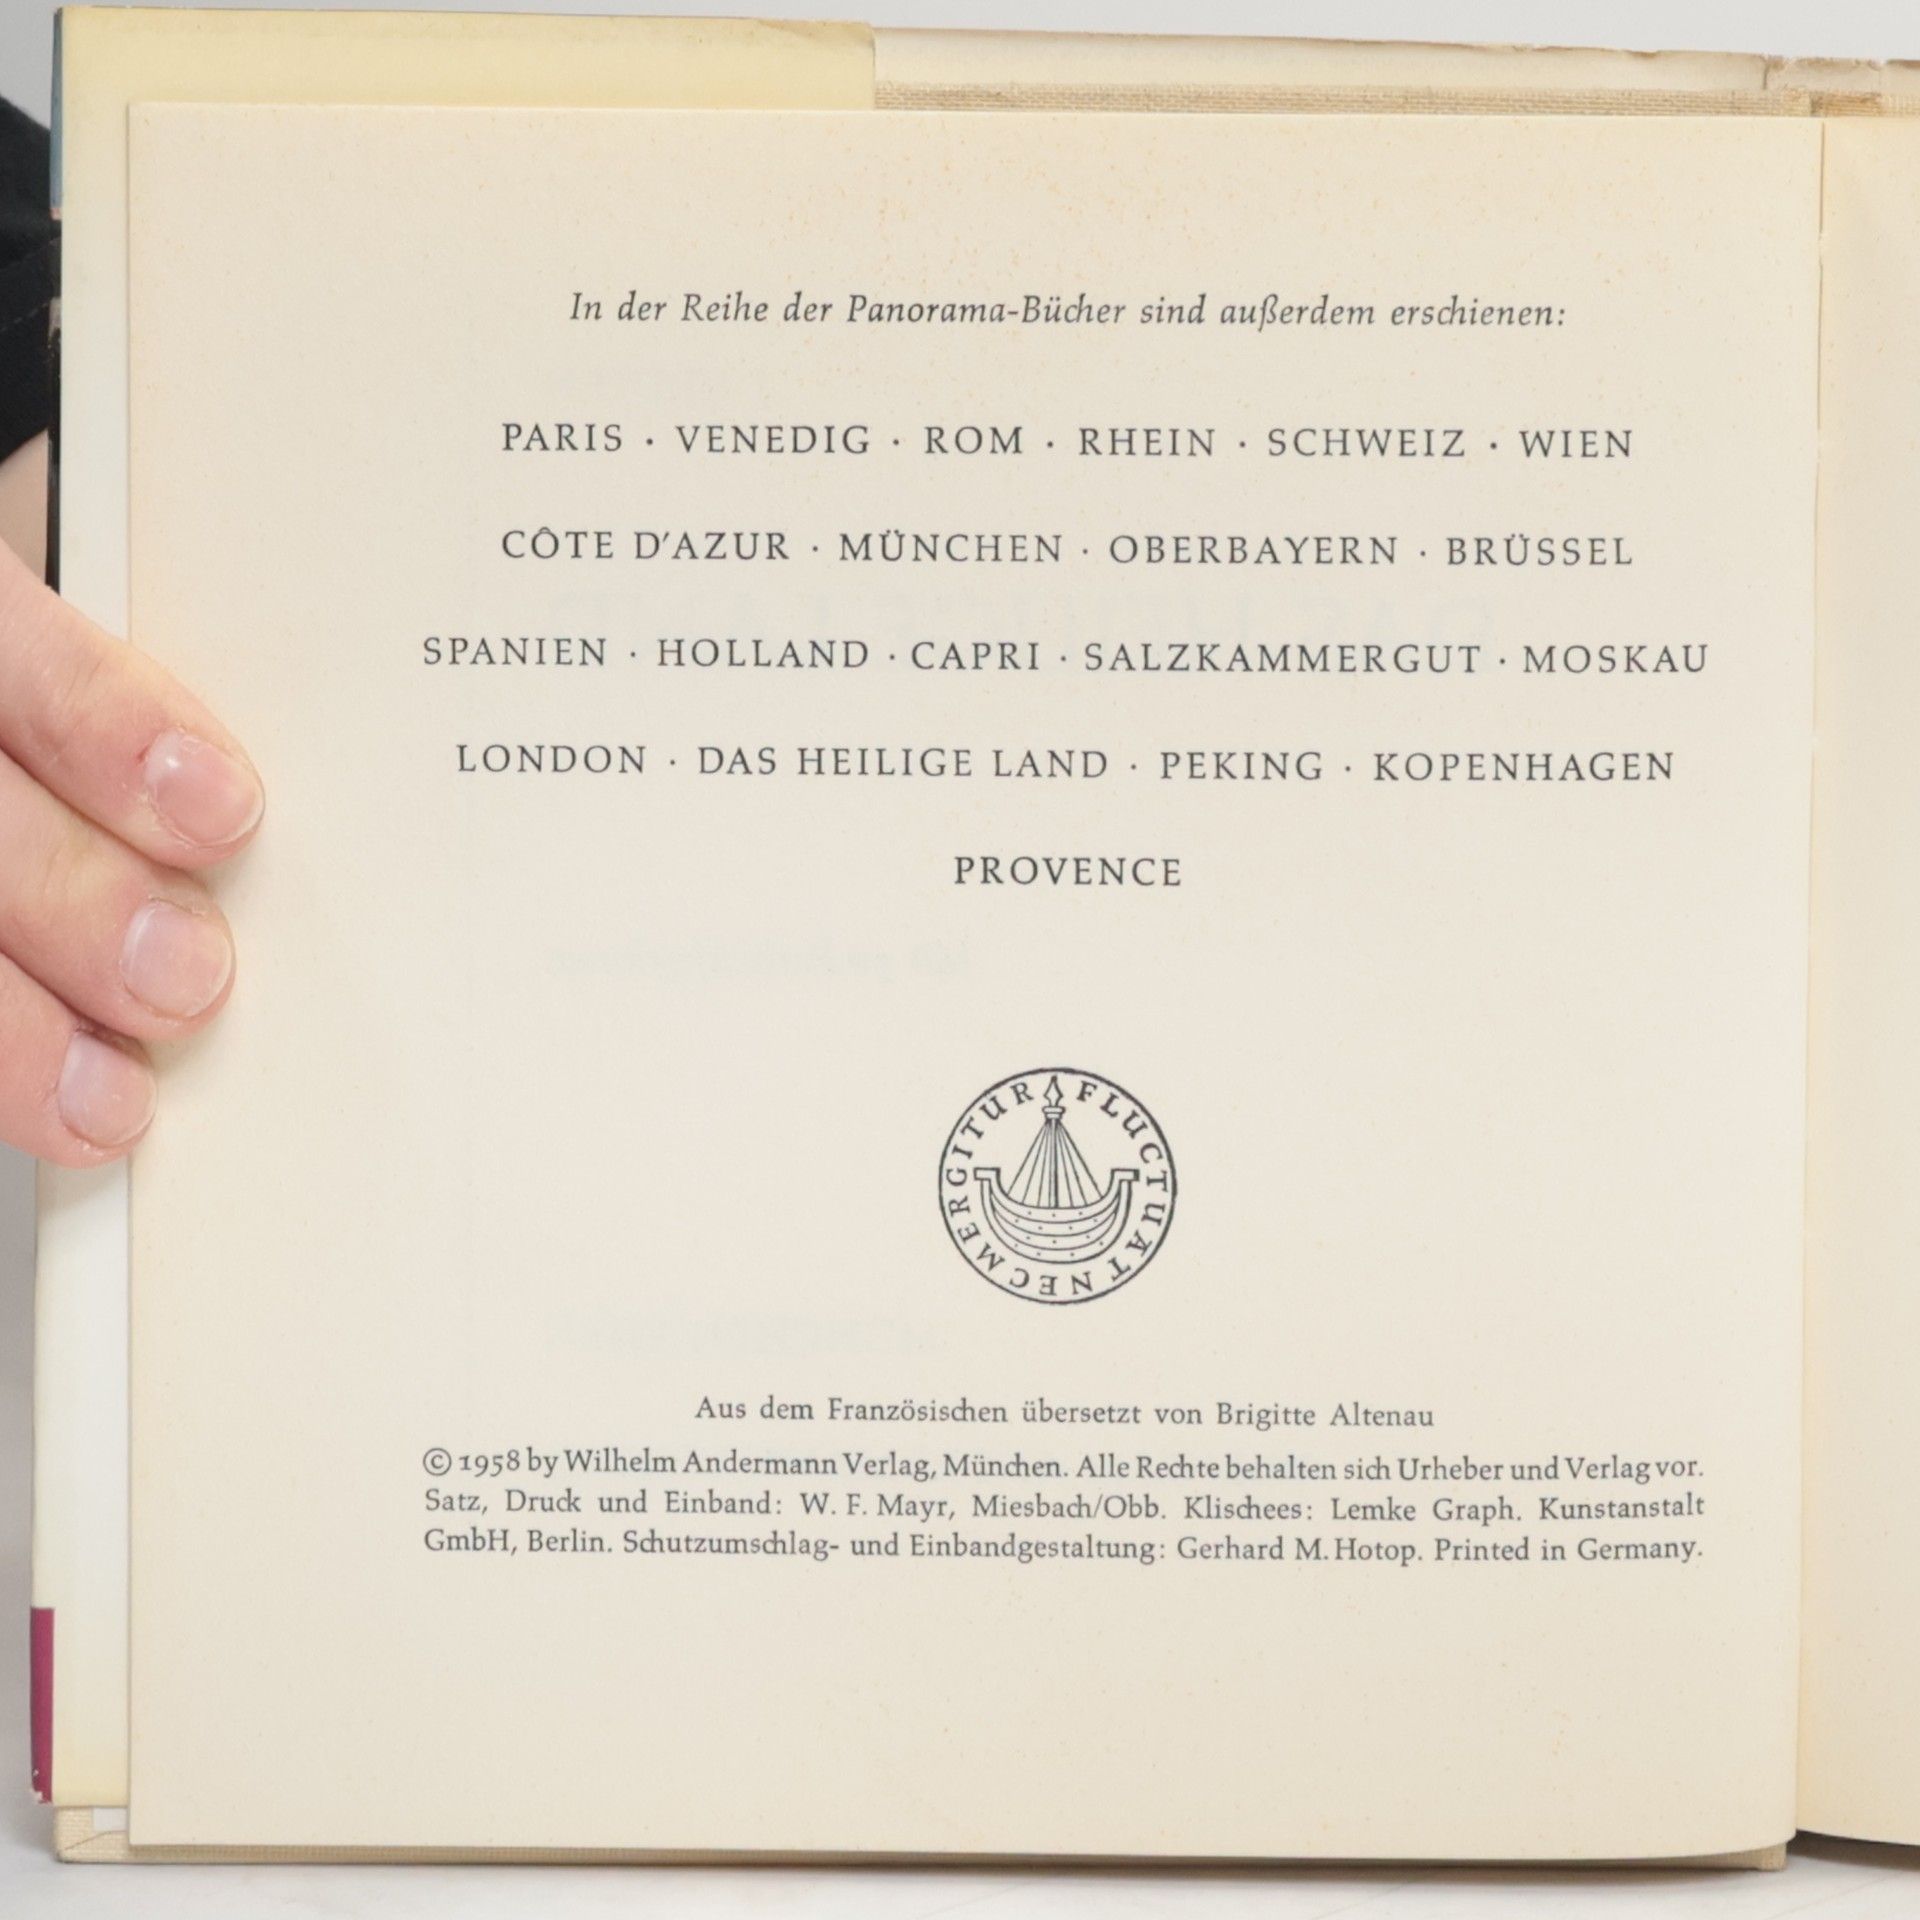 In der Reihe der Panorama-Bücher sind außerdem erschienen:
PARIS · VENEDIG · ROM · RHEIN · SCHWEIZ · WIEN
CÔTE D'AZUR · MÜNCHEN · OBERBAYERN · BRÜSSEL
SPANIEN · HOLLAND · CAPRI · SALZKAMMERGUT · MOSKAU
LONDON · DAS HEILIGE LAND · PEKING · KOPENHAGEN
PROVENCE
FLUCTUAT NEC MERGITUR
Aus dem Französischen übersetzt von Brigitte Altenau
© 1958 by Wilhelm Andermann Verlag, München. Alle Rechte behalten sich Urheber und Verlag vor.
Satz, Druck und Einband: W. F. Mayr, Miesbach/Obb. Klischees: Lemke Graph. Kunstanstalt
GmbH, Berlin. Schutzumschlag- und Einbandgestaltung: Gerhard M. Hotop. Printed in Germany.